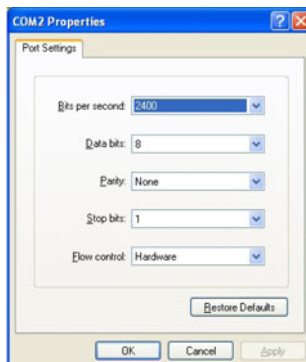 COM2 Properties
Port Settings
Bits per second: 2400
Data bits: 8
Parity: None
Stop bits: 1
Flow control: Hardware
Restore Defaults
OK Cancel Apply